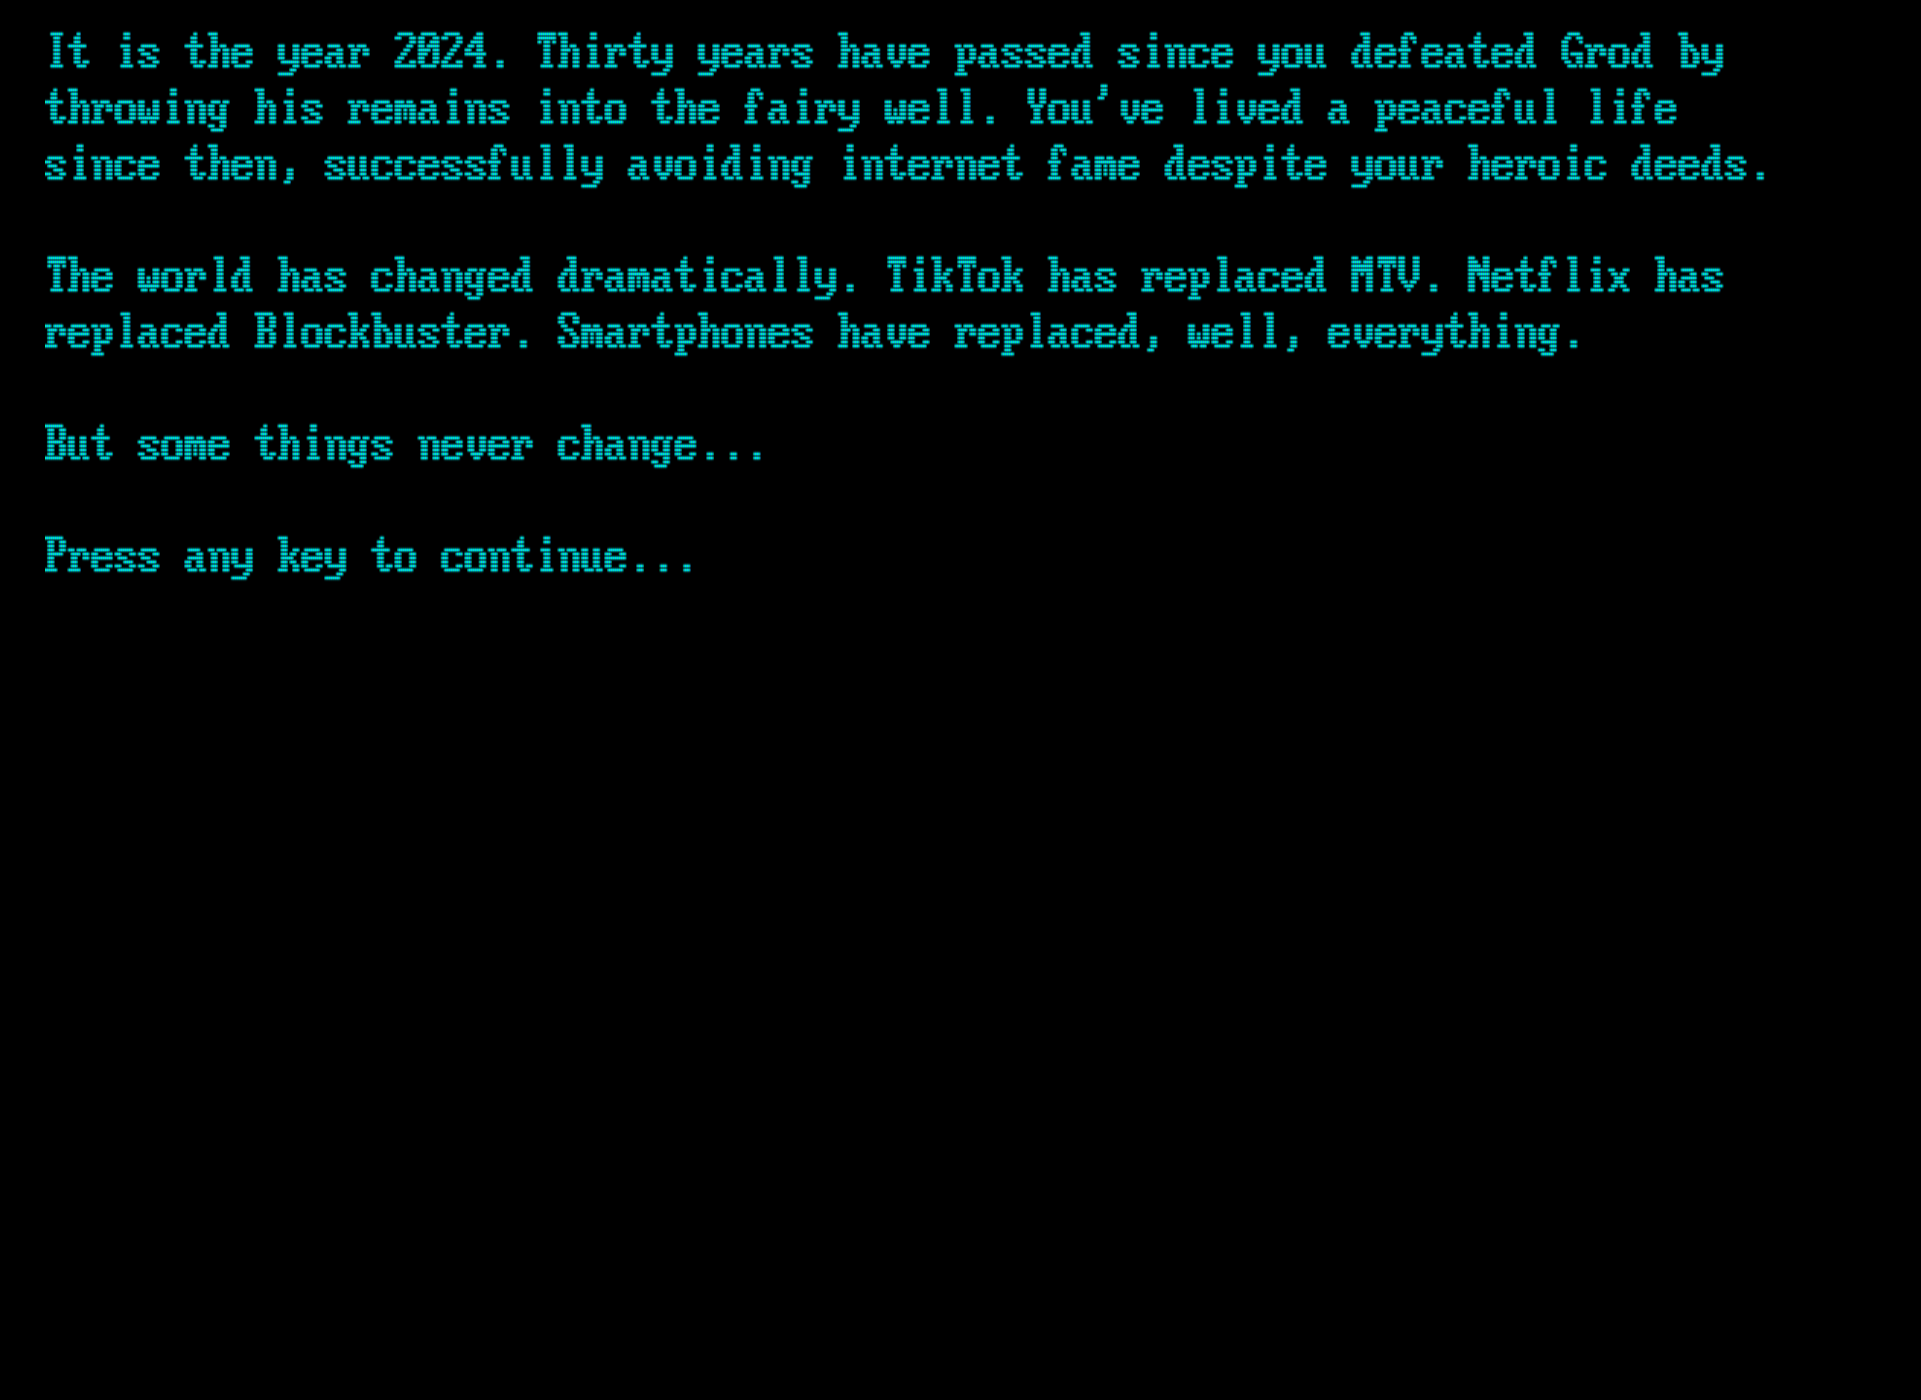 It is the year 2024. Thirty years have passed since you defeated Grod by
throwing his remains into the fairy well. You've lived a peaceful life
since then, successfully avoiding internet fame despite your heroic deeds.
The world has changed dramatically. TikTok has replaced MTV. Netflix has
replaced Blockbuster. Smartphones have replaced, well, everything.
But some things never change...
Press any key to continue...